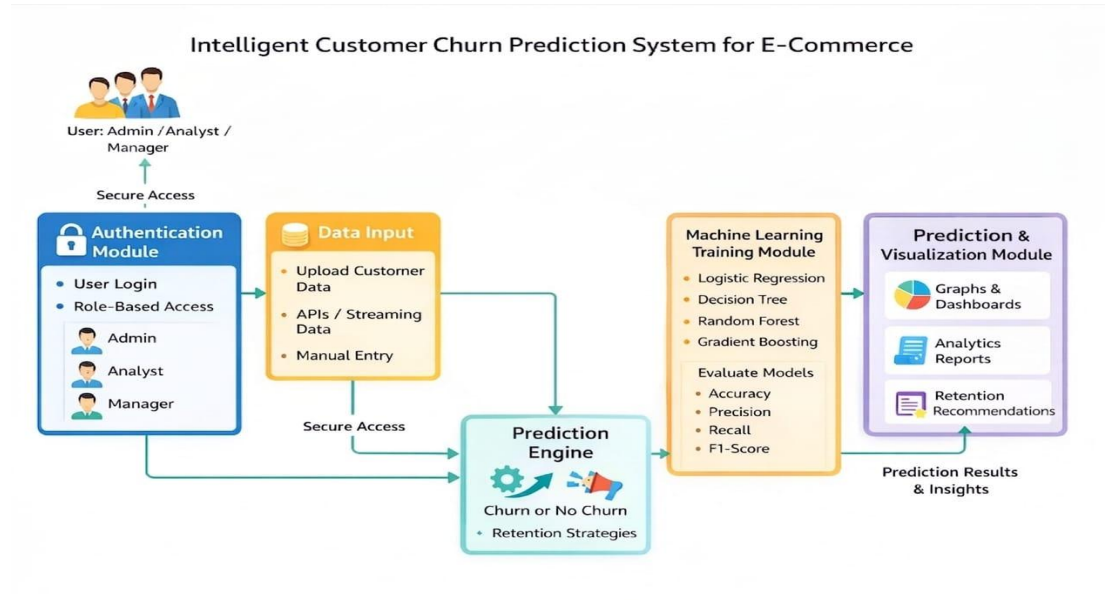 Intelligent Customer Churn Prediction System for E-Commerce
User: Admin / Analyst /
Manager
Secure Access
Authentication
Module
• User Login
• Role-Based Access
Admin
Analyst
Manager
Data Input
• Upload Customer
Data
• APIs / Streaming
Data
• Manual Entry
Secure Access
Prediction
Engine
Churn or No Churn
• Retention Strategies
Machine Learning
Training Module
• Logistic Regression
• Decision Tree
• Random Forest
• Gradient Boosting
Evaluate Models
• Accuracy
• Precision
• Recall
• F1-Score
Prediction &
Visualization Module
Graphs &
Dashboards
Analytics
Reports
Retention
Recommendations
Prediction Results
& Insights